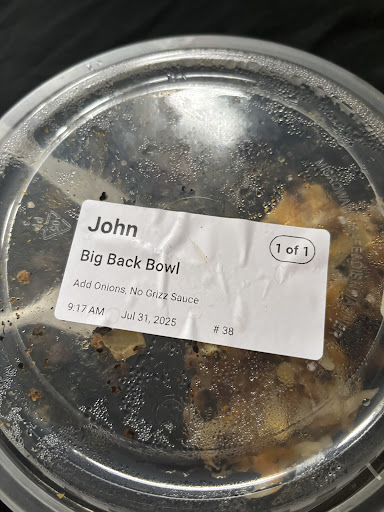 John
1 of 1
Big Back Bowl
Add Onions, No Grizz Sauce
9:17 AM Jul 31, 2025 # 38